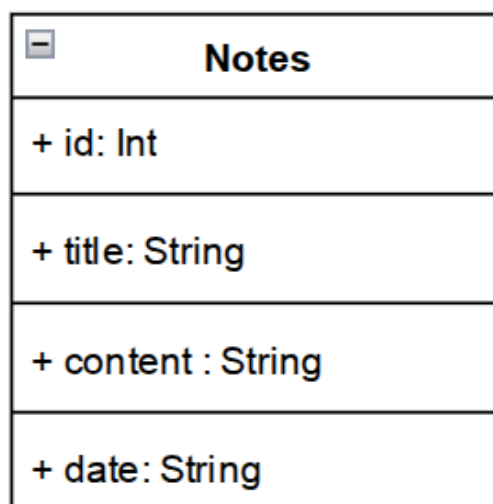 Notes
+ id: Int
+ title: String
+ content : String
+ date: String